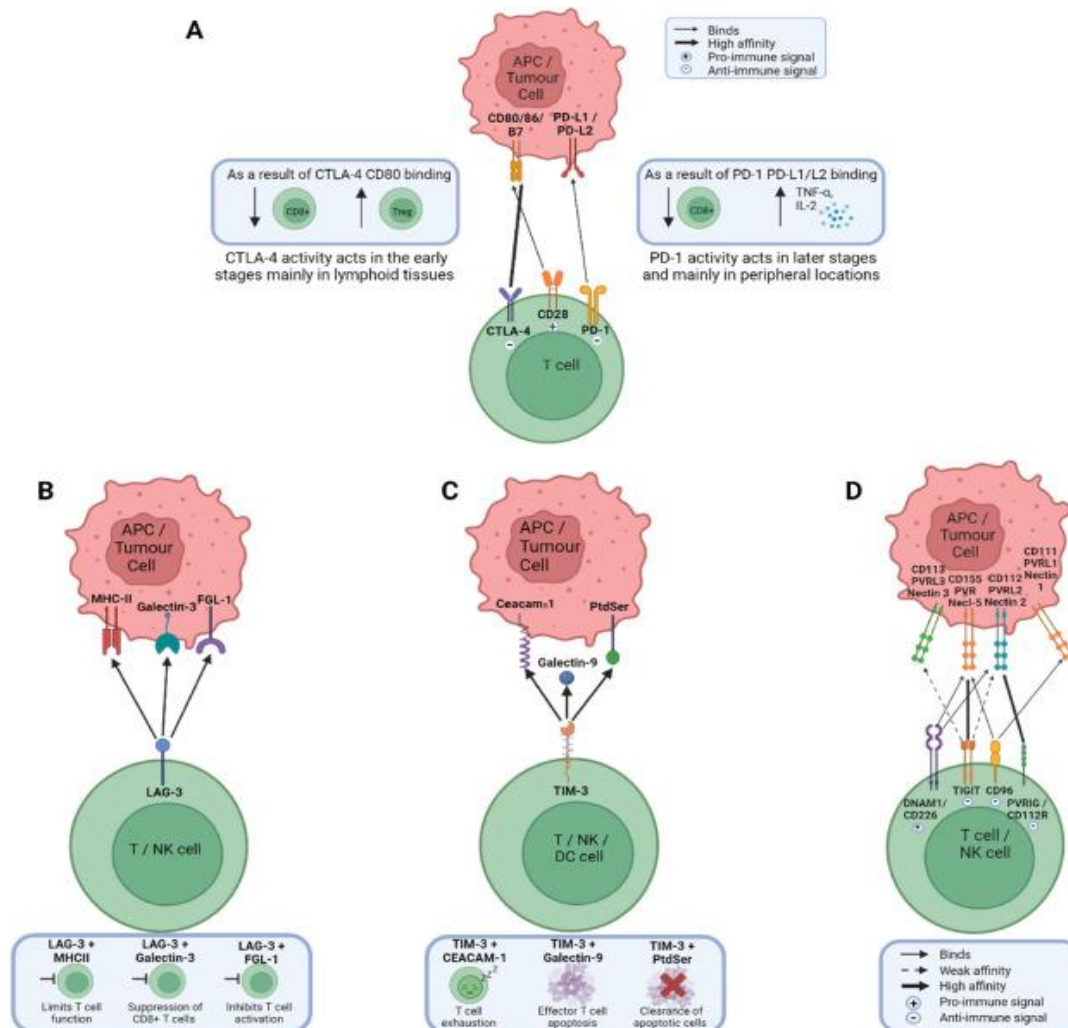 A
Binds
High affinity
+ Pro-immune signal
- Anti-immune signal
APC /
Tumour
Cell
CD80/86/
B7
PD-L1 /
PD-L2
As a result of CTLA-4 CD80 binding
CD8+
Treg
CTLA-4 activity acts in the early
stages mainly in lymphoid tissues
As a result of PD-1 PD-L1/L2 binding
CD8+
TNF-α,
IL-2
PD-1 activity acts in later stages
and mainly in peripheral locations
CTLA-4
-
CD28
+
PD-1
-
T cell
B
APC /
Tumour
Cell
MHC-II
Galectin-3
FGL-1
LAG-3
T / NK cell
LAG-3 +
MHCII
Limits T cell
function
LAG-3 +
Galectin-3
Suppression of
CD8+ T cells
LAG-3 +
FGL-1
Inhibits T cell
activation
C
APC /
Tumour
Cell
Ceacam-1
PtdSer
Galectin-9
TIM-3
T / NK /
DC cell
TIM-3 +
CEACAM-1
zzZ
T cell
exhaustion
TIM-3 +
Galectin-9
Effector T cell
apoptosis
TIM-3 +
PtdSer
Clearance of
apoptotic cells
D
APC /
Tumour
Cell
CD113
PVRL3
Nectin 3
CD155
PVR
Necl-5
CD112
PVRL2
Nectin 2
CD111
PVRL1
Nectin
1
DNAM1/
CD226
+
TIGIT
-
CD96
-
PVRIG /
CD112R
-
T cell /
NK cell
Binds
Weak affinity
High affinity
+ Pro-immune signal
- Anti-immune signal